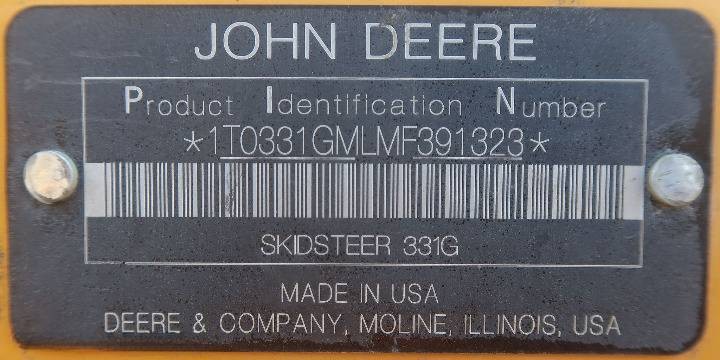 JOHN DEERE
Product Identification Number
*1T0331GMLMF391323*
SKIDSTEER 331G
MADE IN USA
DEERE & COMPANY, MOLINE, ILLINOIS, USA